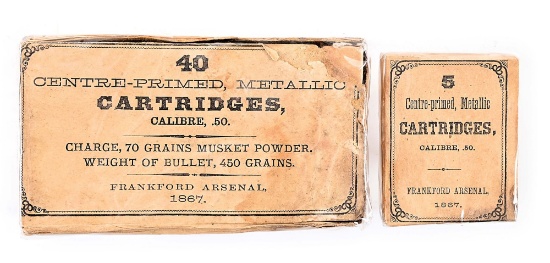 40
CENTRE-PRIMED, METALLIC
CARTRIDGES,
CALIBRE, .50.
CHARGE, 70 GRAINS MUSKET POWDER.
WEIGHT OF BULLET, 450 GRAINS.
FRANKFORD ARSENAL,
1867.
5
Centre-primed, Metallic
CARTRIDGES,
CALIBRE, .50.
FRANKFORD ARSENAL,
1867.